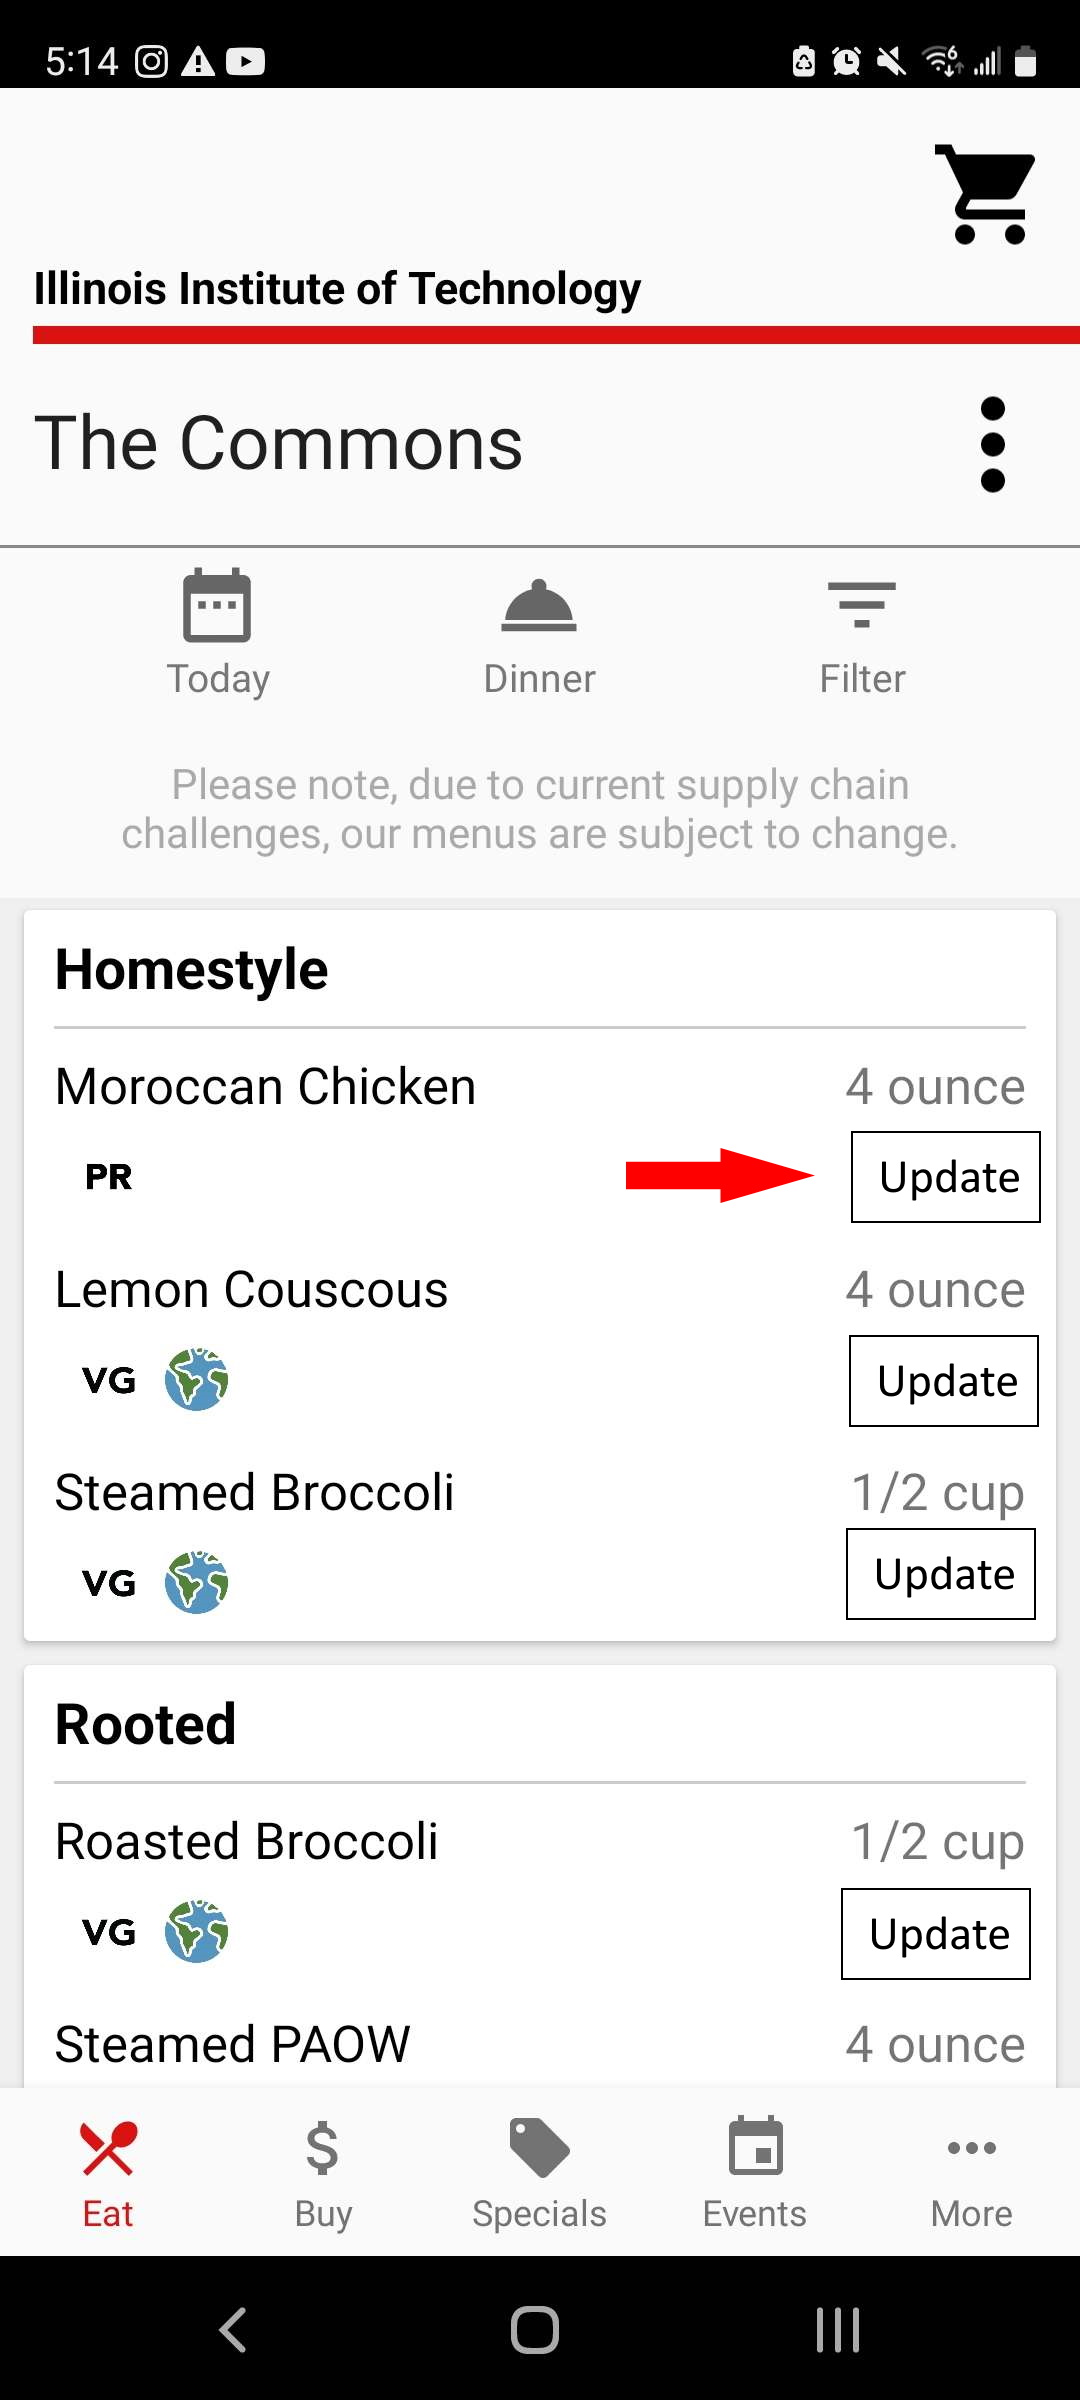 5:14
6
Illinois Institute of Technology
The Commons
Today Dinner Filter
Please note, due to current supply chain
challenges, our menus are subject to change.
Homestyle
Moroccan Chicken 4 ounce
PR Update
Lemon Couscous 4 ounce
VG Update
Steamed Broccoli 1/2 cup
VG Update
Rooted
Roasted Broccoli 1/2 cup
VG Update
Steamed PAOW 4 ounce
Eat Buy Specials Events More